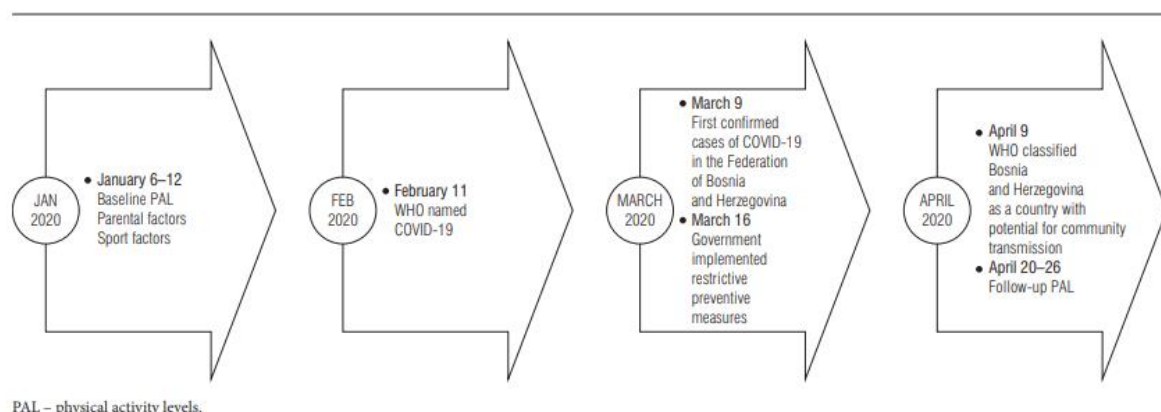 JAN
2020
• January 6–12
Baseline PAL
Parental factors
Sport factors
FEB
2020
• February 11
WHO named
COVID-19
MARCH
2020
• March 9
First confirmed
cases of COVID-19
in the Federation
of Bosnia
and Herzegovina
• March 16
Government
implemented
restrictive
preventive
measures
APRIL
2020
• April 9
WHO classified
Bosnia
and Herzegovina
as a country with
potential for community
transmission
• April 20–26
Follow-up PAL
PAL – physical activity levels.